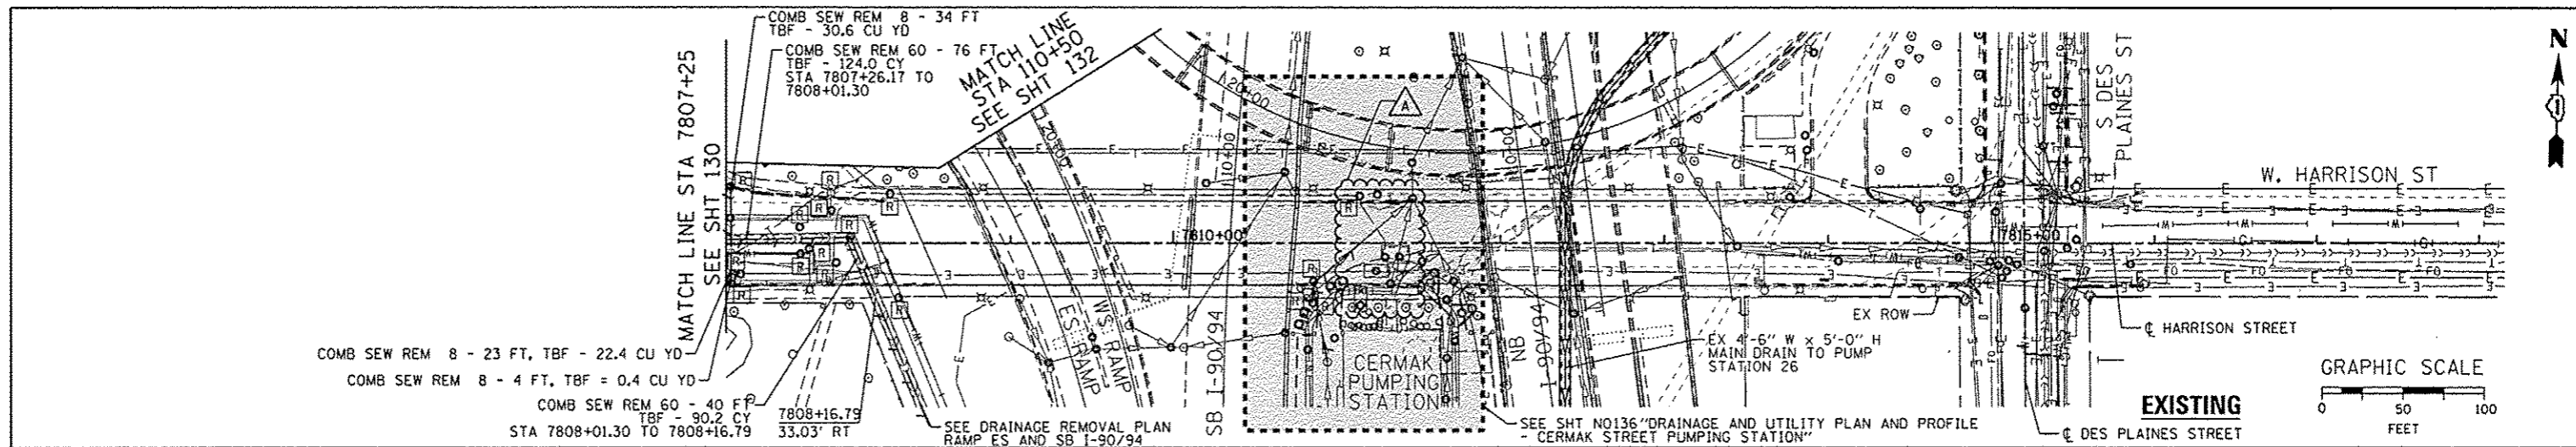 COMB SEW REM 8 - 34 FT
TBF - 30.6 CU YD
COMB SEW REM 60 - 76 FT
TBF - 124.0 CY
STA 7807+26.17 TO
7808+01.30
MATCH LINE STA 7807+25
SEE SHT 130
MATCH LINE
STA 110+50
SEE SHT 132
120+00
110+00
10+00
A
N
S DES
PLAINES ST
W. HARRISON ST
7810+00
7815+00
R
R
R
R
R
R
R
R
R
R
R
R
ES RAMP
WS RAMP
SB I-90/94
NB
I-90/94
CERMAK
PUMPING
STATION
EX 4'-6" W x 5'-0" H
MAIN DRAIN TO PUMP
STATION 26
EX ROW
℄ HARRISON STREET
COMB SEW REM 8 - 23 FT, TBF - 22.4 CU YD
COMB SEW REM 8 - 4 FT, TBF = 0.4 CU YD
COMB SEW REM 60 - 40 FT
TBF - 90.2 CY
STA 7808+01.30 TO 7808+16.79
7808+16.79
33.03' RT
SEE DRAINAGE REMOVAL PLAN
RAMP ES AND SB I-90/94
SEE SHT NO136"DRAINAGE AND UTILITY PLAN AND PROFILE
- CERMAK STREET PUMPING STATION"
℄ DES PLAINES STREET
EXISTING
GRAPHIC SCALE
0 50 100
FEET